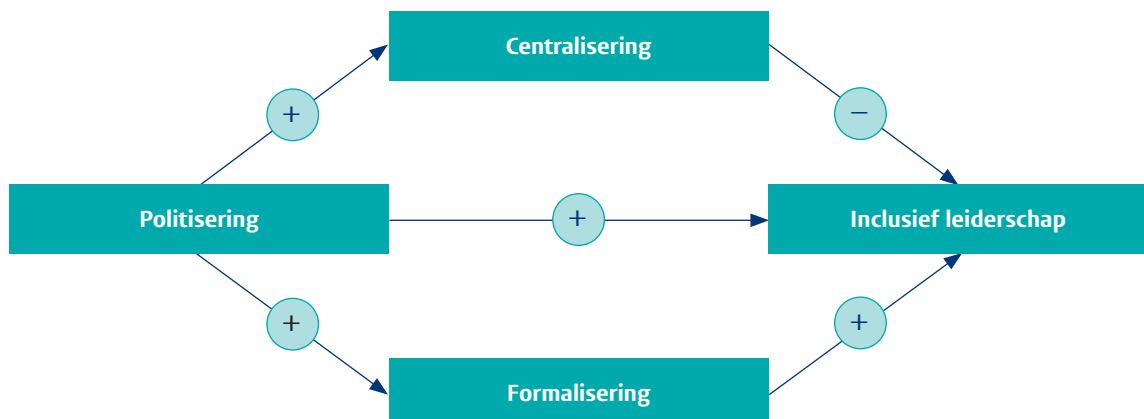 Centralisering
+
−
Politisering
+
Inclusief leiderschap
+
+
Formalisering